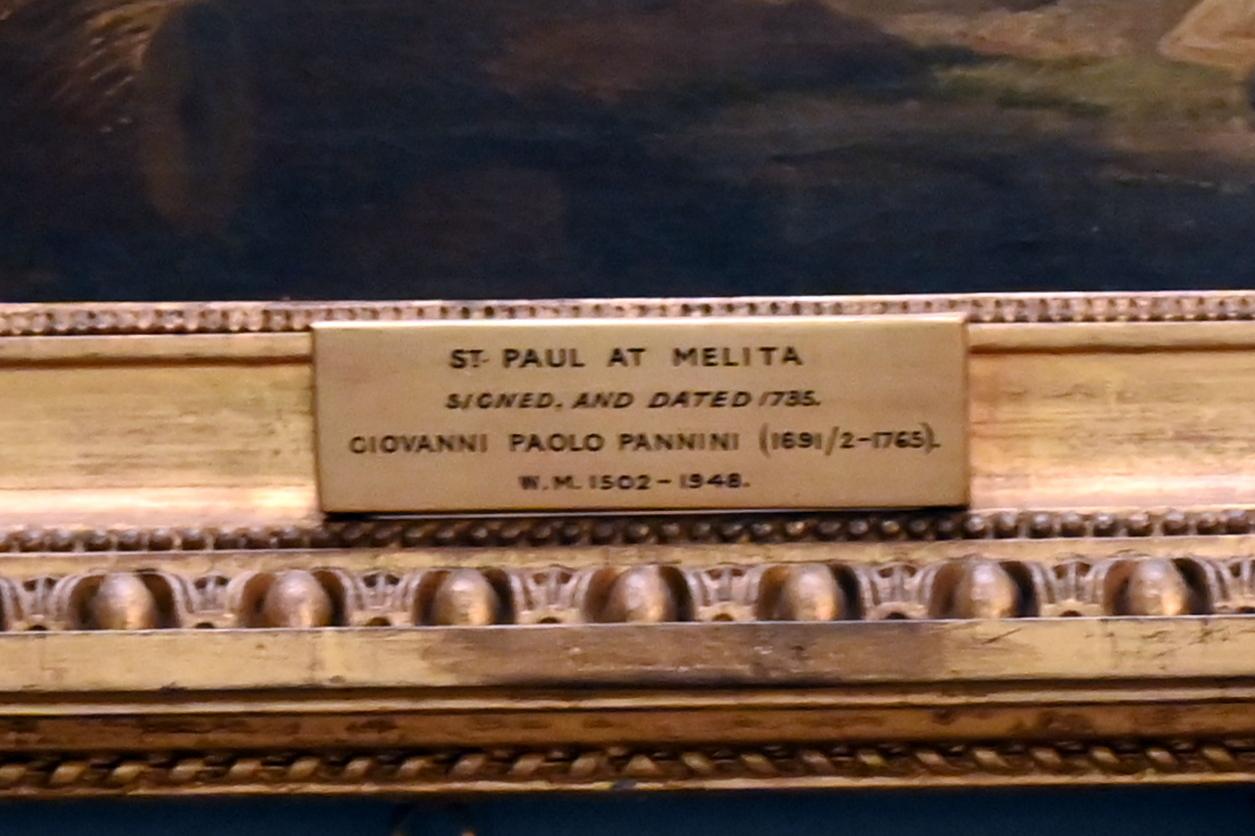 ST. PAUL AT MELITA
SIGNED. AND DATED 1735.
GIOVANNI PAOLO PANNINI (1691/2-1765).
W.M. 1502-1948.